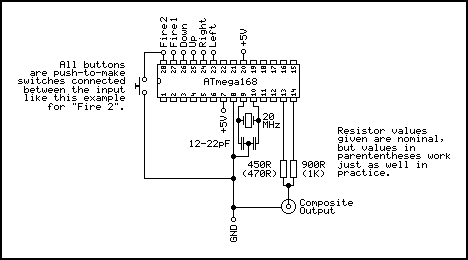 Fire2
Fire1
Down
Up
Right
Left
+5V
All buttons
are push-to-make
switches connected
between the input
like this example
for "Fire 2".
28 27 26 25 24 23 22 21 20 19 18 17 16 15
ATmega168
1 2 3 4 5 6 7 8 9 10 11 12 13 14
+5V
20
MHz
12-22pF
450R
(470R)
900R
(1K)
Resistor values
given are nominal,
but values in
parententheses work
just as well in
practice.
Composite
Output
GND